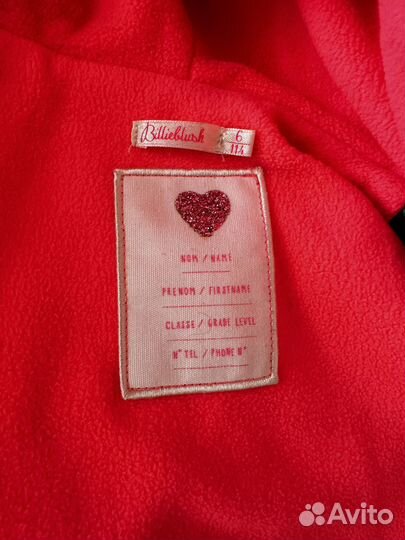 Billieblush
6
114
NOM / NAME
PRENOM / FIRSTNAME
CLASSE / GRADE LEVEL
N° TEL / PHONE N°
Avito